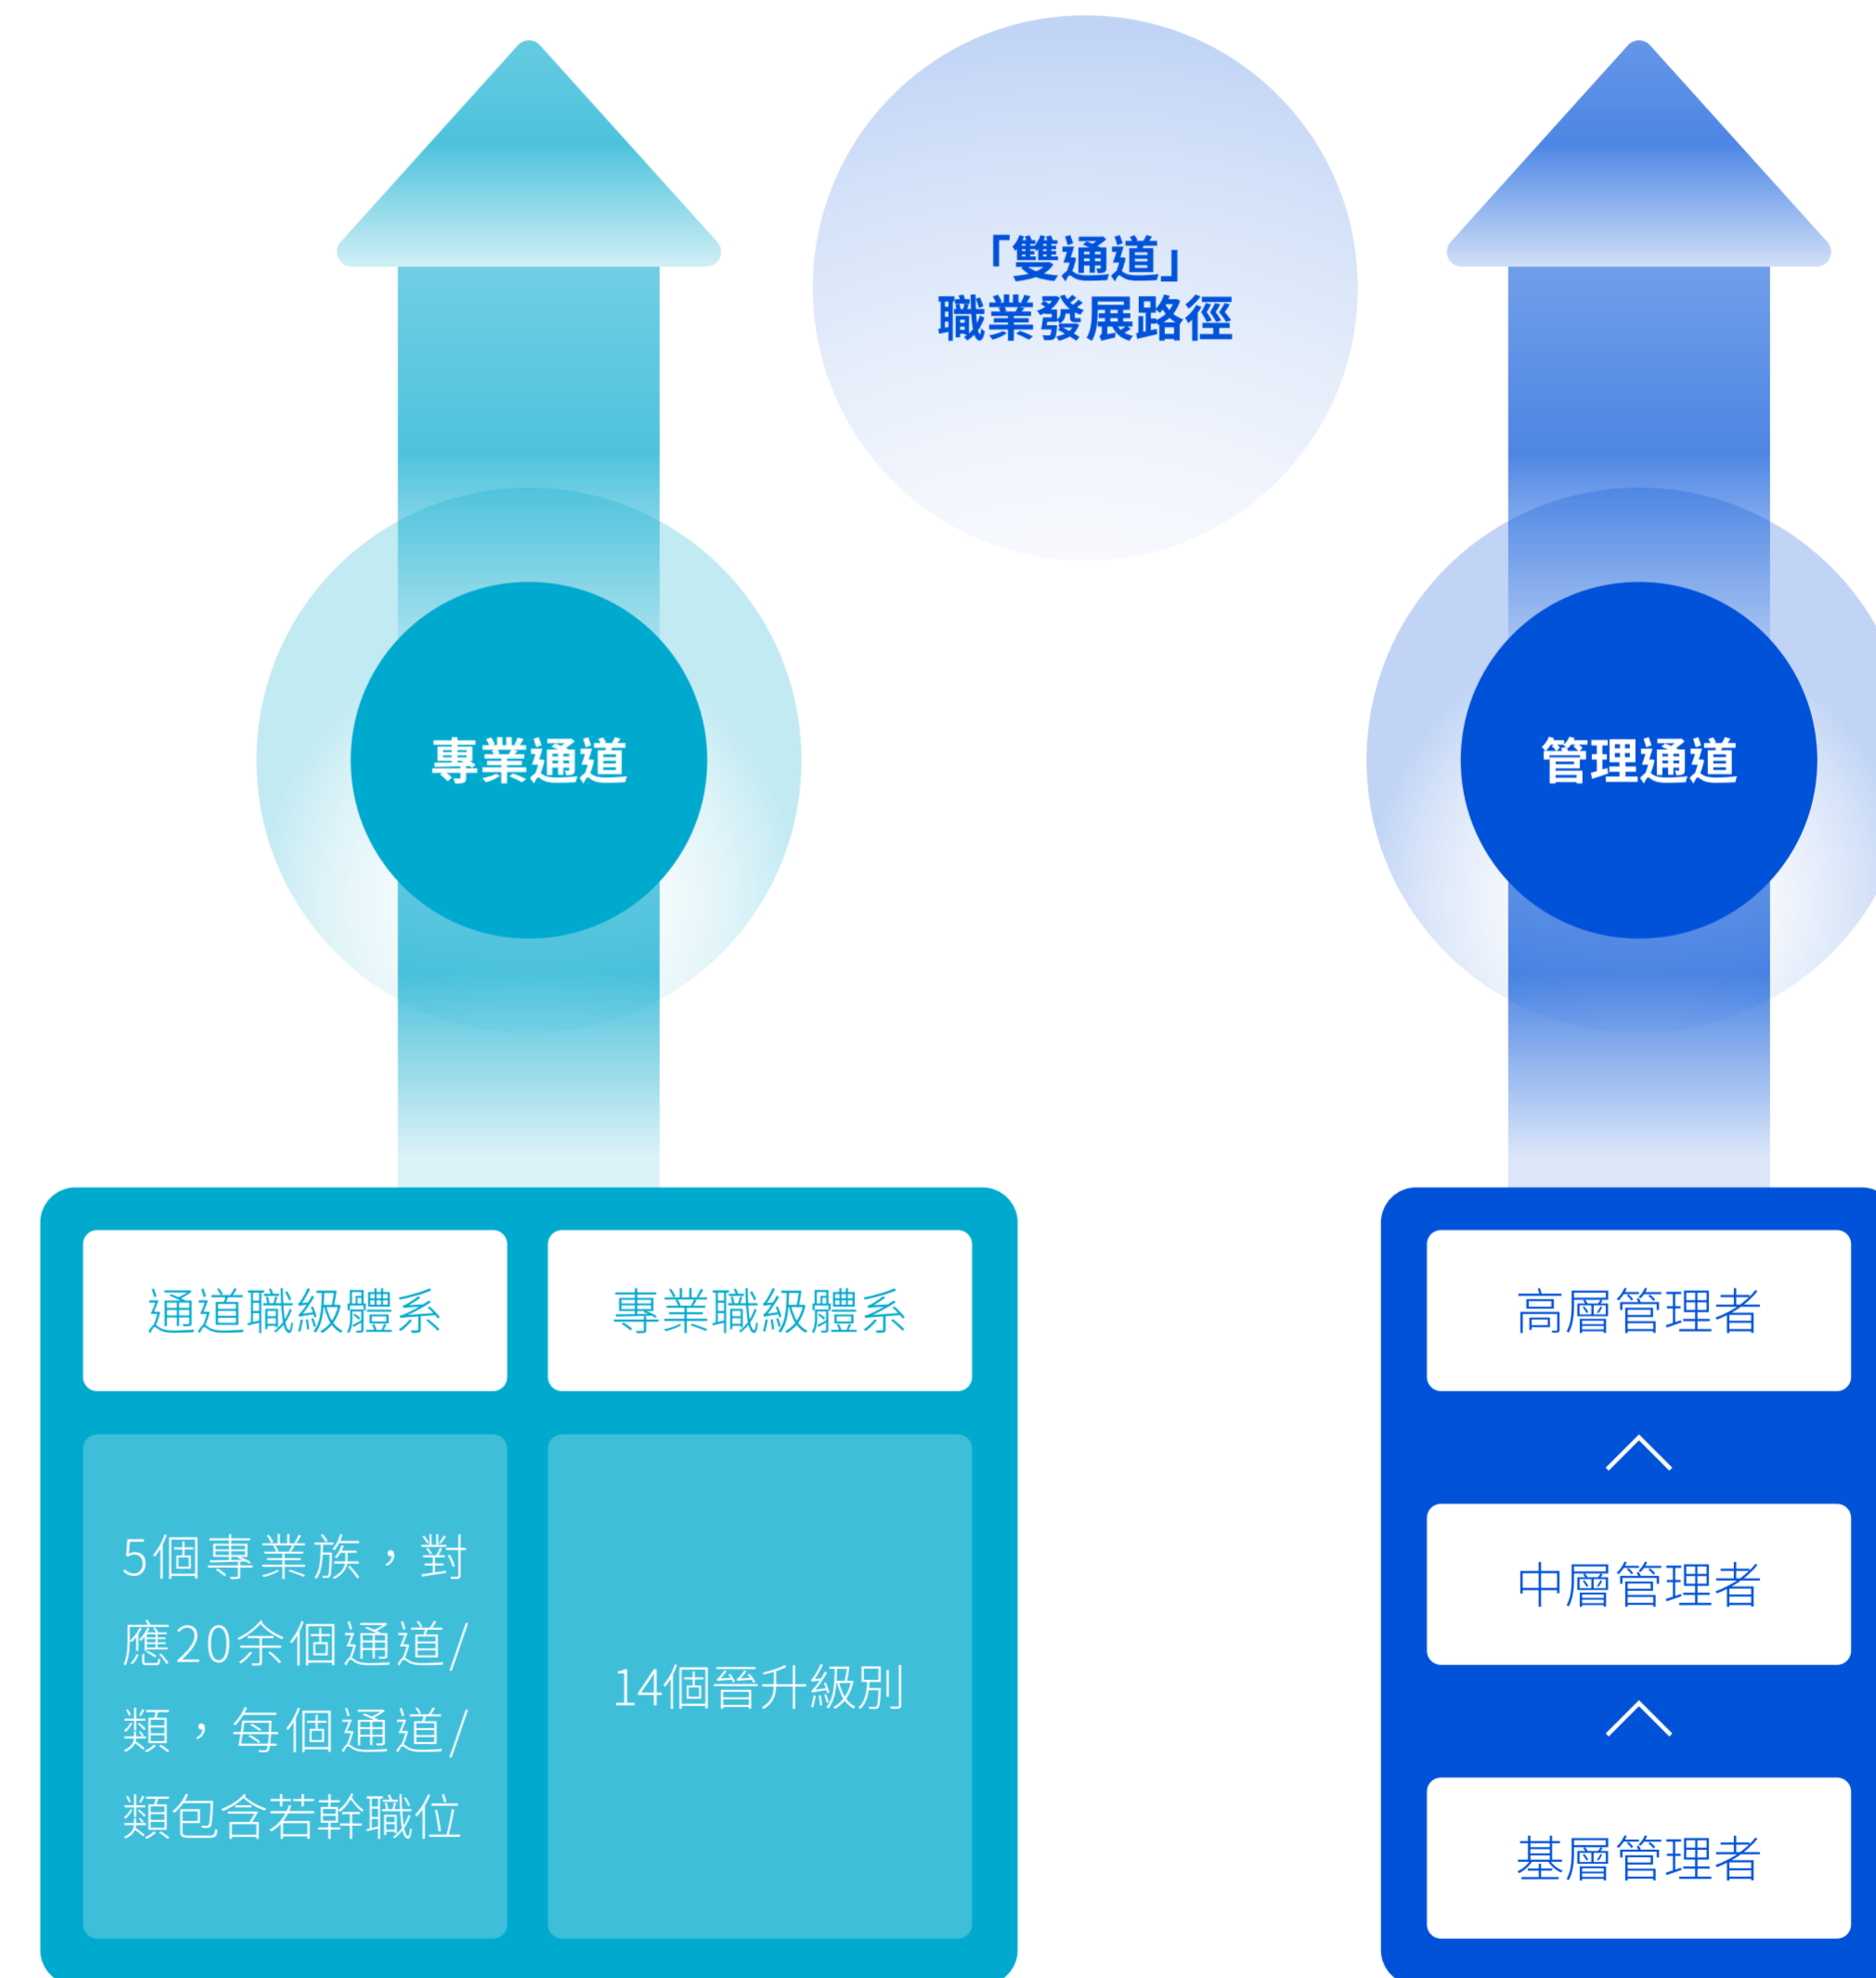 「雙通道」
職業發展路徑
專業通道
管理通道
通道職級體系
專業職級體系
5個專業族，對
應20余個通道/
類，每個通道/
類包含若幹職位
14個晉升級別
高層管理者
中層管理者
基層管理者